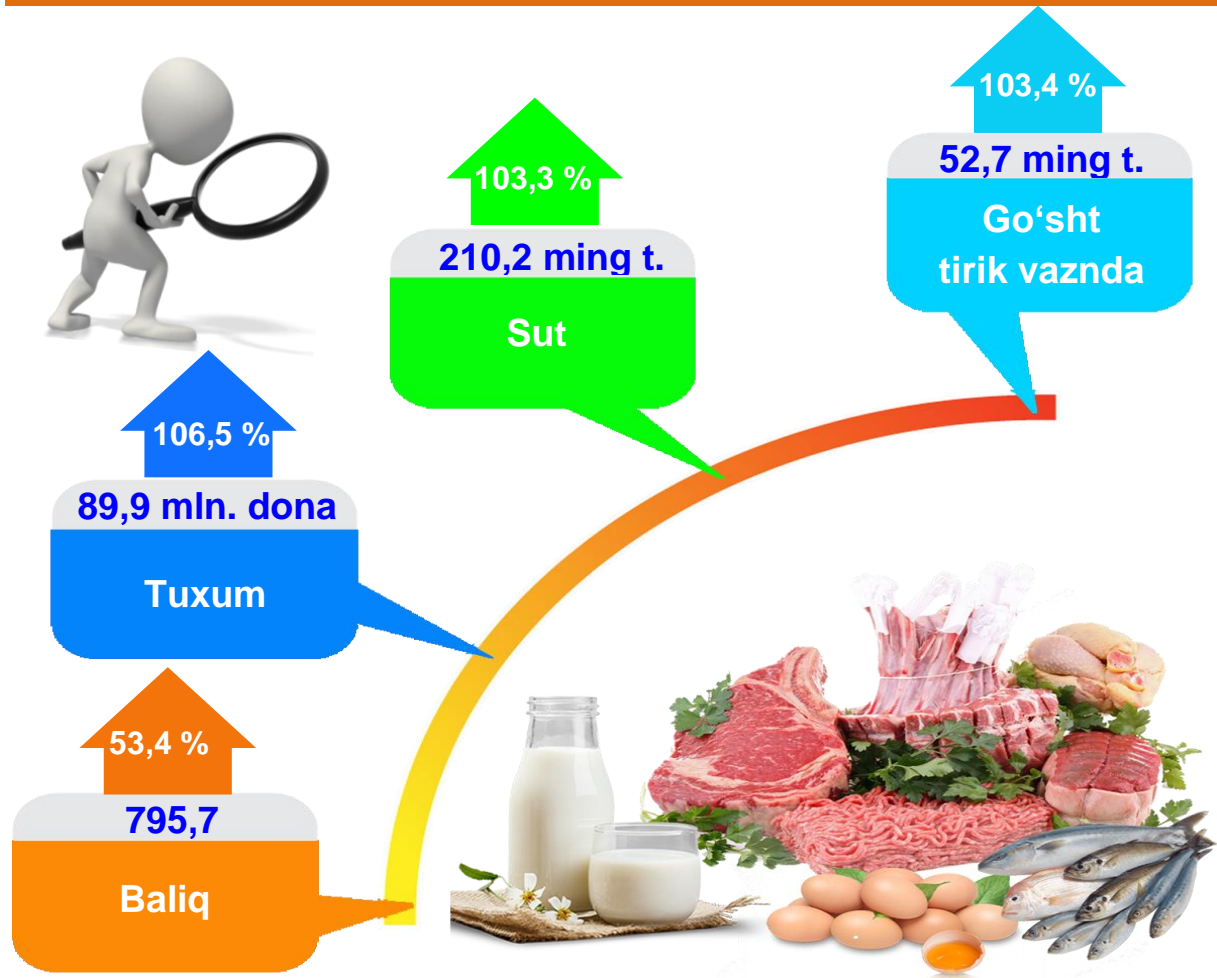 103,4 %
52,7 ming t.
Go‘sht
tirik vaznda
103,3 %
210,2 ming t.
Sut
106,5 %
89,9 mln. dona
Tuxum
53,4 %
795,7
Baliq